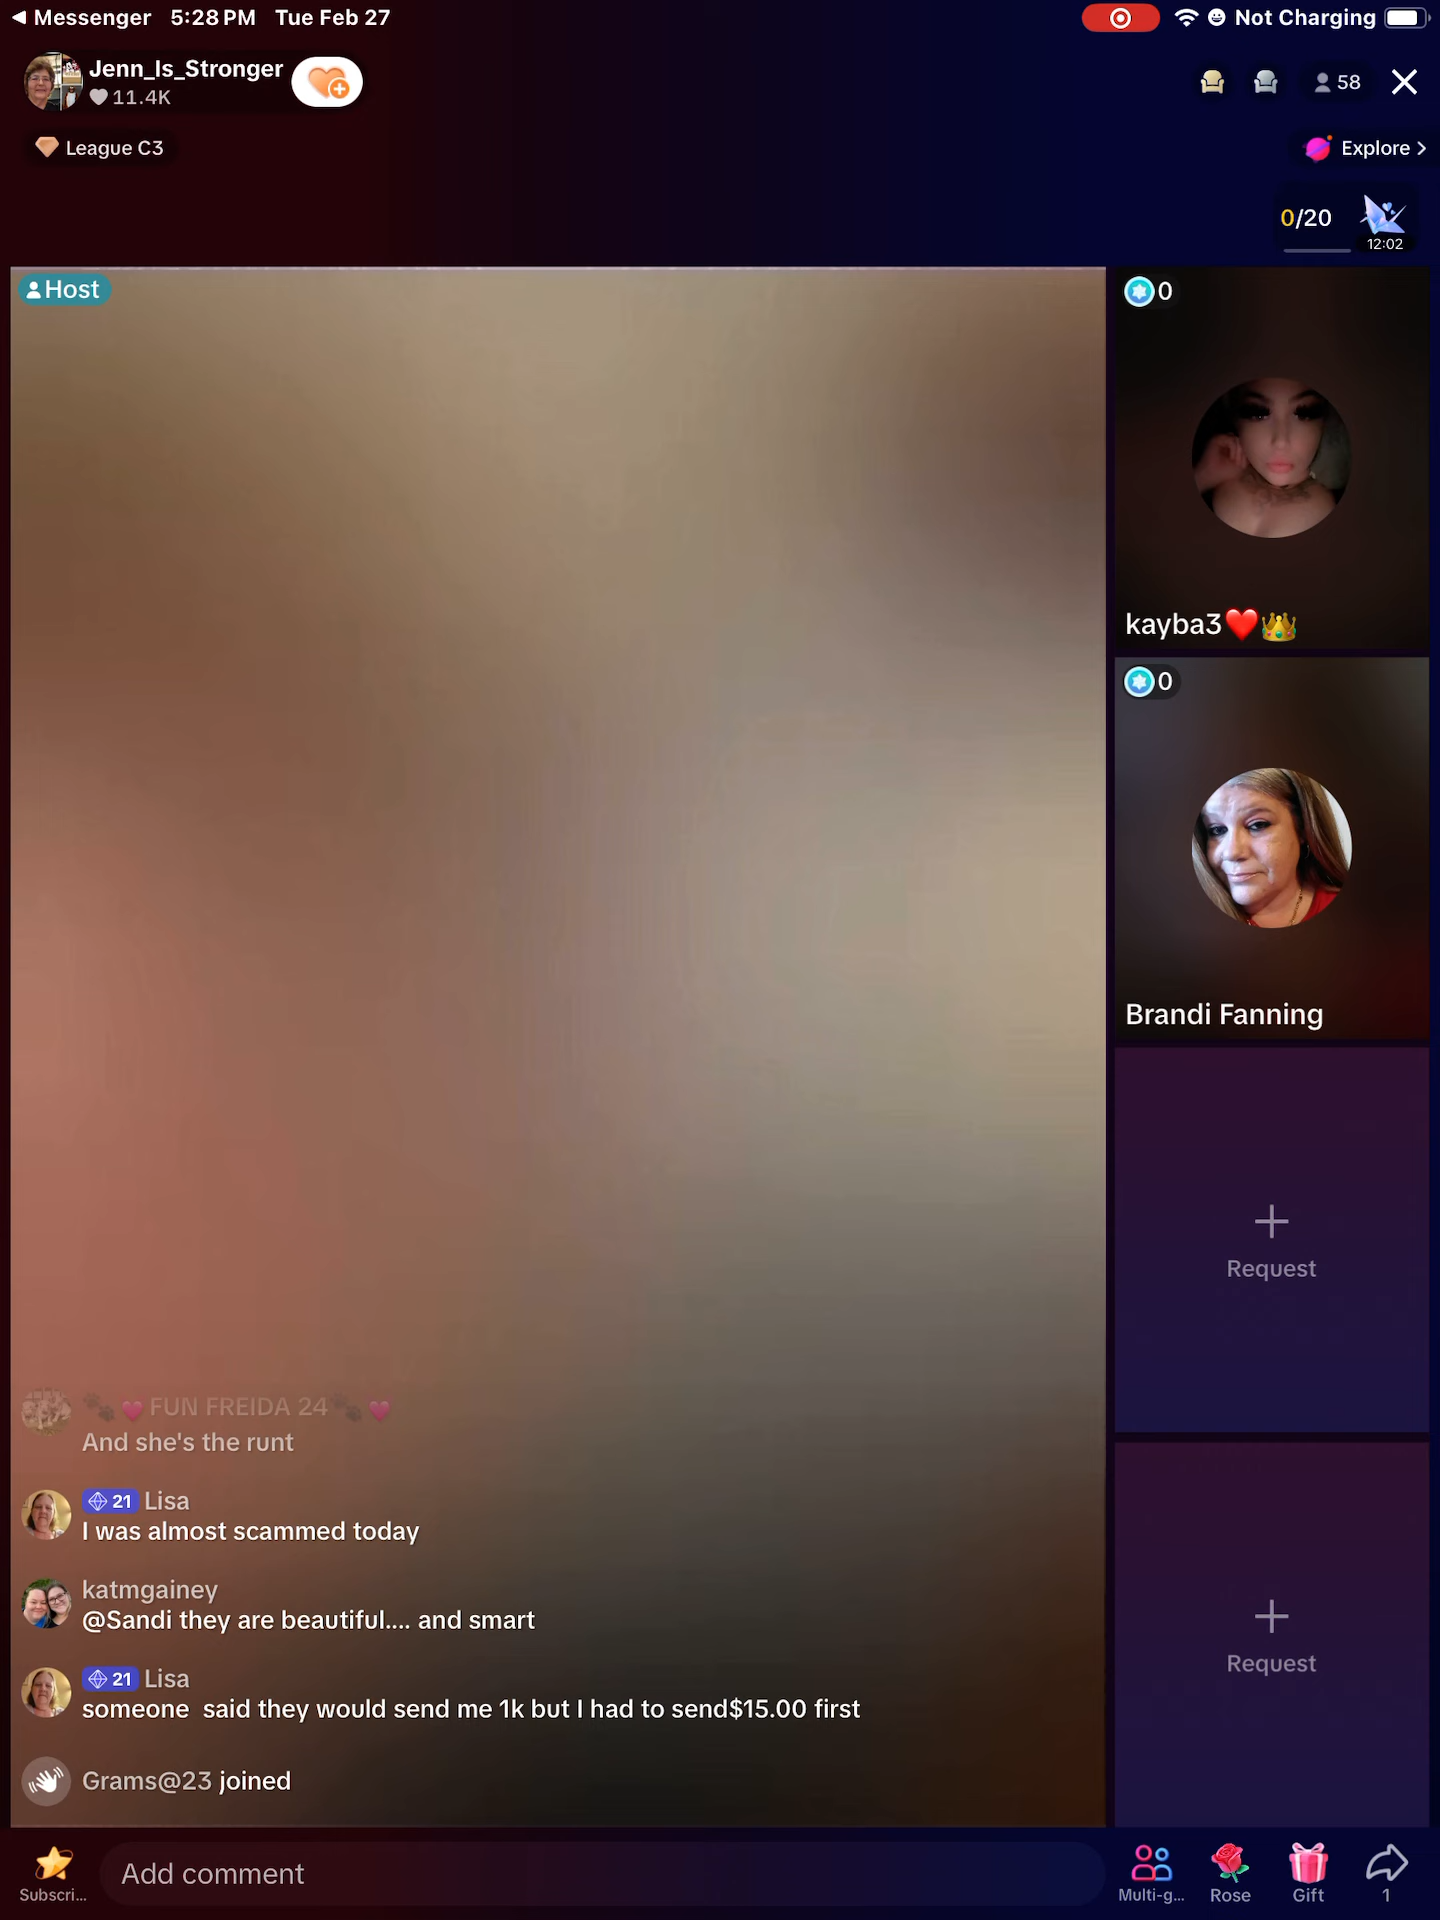 Messenger 5:28 PM Tue Feb 27
Not Charging
Jenn_Is_Stronger
11.4K
58
League C3
Explore
0/20
12:02
Host
0
kayba3❤️👑
0
Brandi Fanning
Request
Request
🐾💗FUN FREIDA 24🐾💗
And she's the runt
21 Lisa
I was almost scammed today
katmgainey
@Sandi they are beautiful.... and smart
21 Lisa
someone  said they would send me 1k but I had to send$15.00 first
Grams@23 joined
Subscri...
Add comment
Multi-g...
Rose
Gift
1